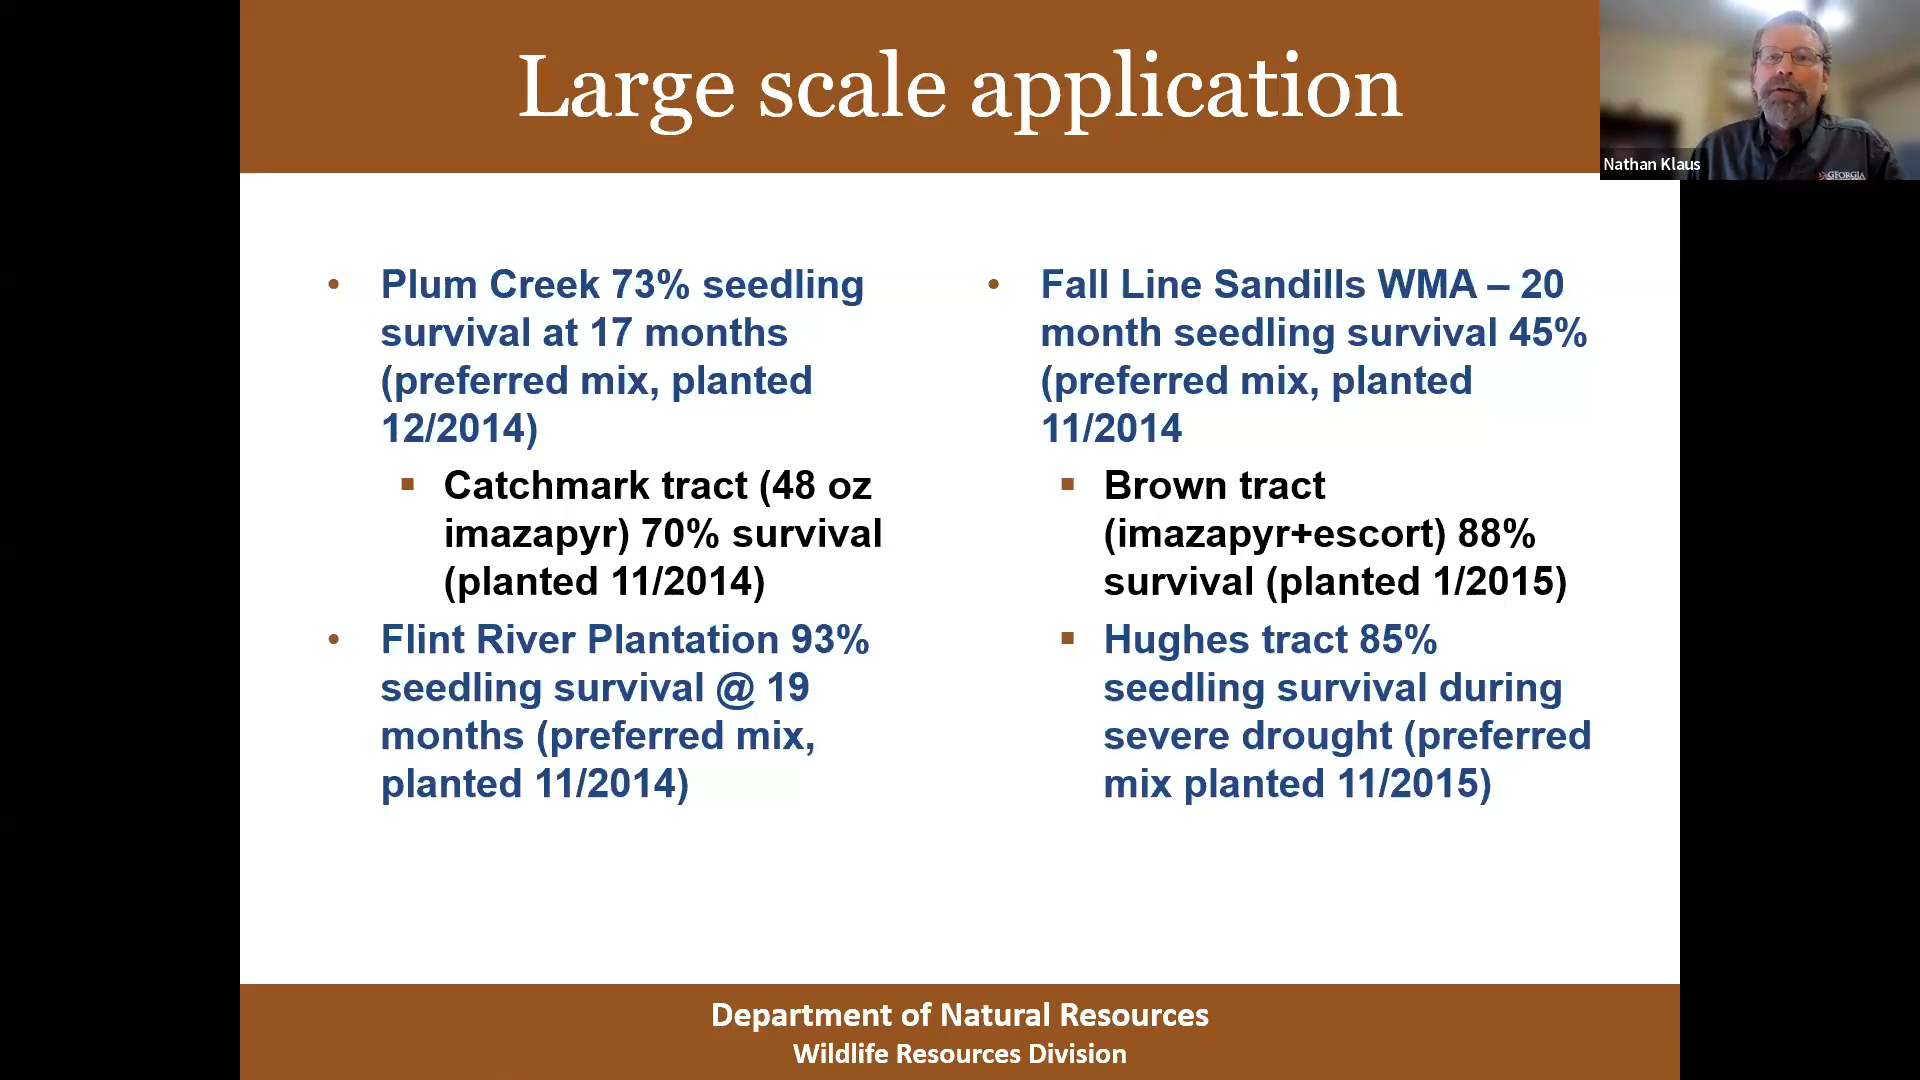 Large scale application
Nathan Klaus
GEORGIA
• Plum Creek 73% seedling
survival at 17 months
(preferred mix, planted
12/2014)
▪ Catchmark tract (48 oz
imazapyr) 70% survival
(planted 11/2014)
• Flint River Plantation 93%
seedling survival @ 19
months (preferred mix,
planted 11/2014)
• Fall Line Sandills WMA – 20
month seedling survival 45%
(preferred mix, planted
11/2014
▪ Brown tract
(imazapyr+escort) 88%
survival (planted 1/2015)
▪ Hughes tract 85%
seedling survival during
severe drought (preferred
mix planted 11/2015)
Department of Natural Resources
Wildlife Resources Division